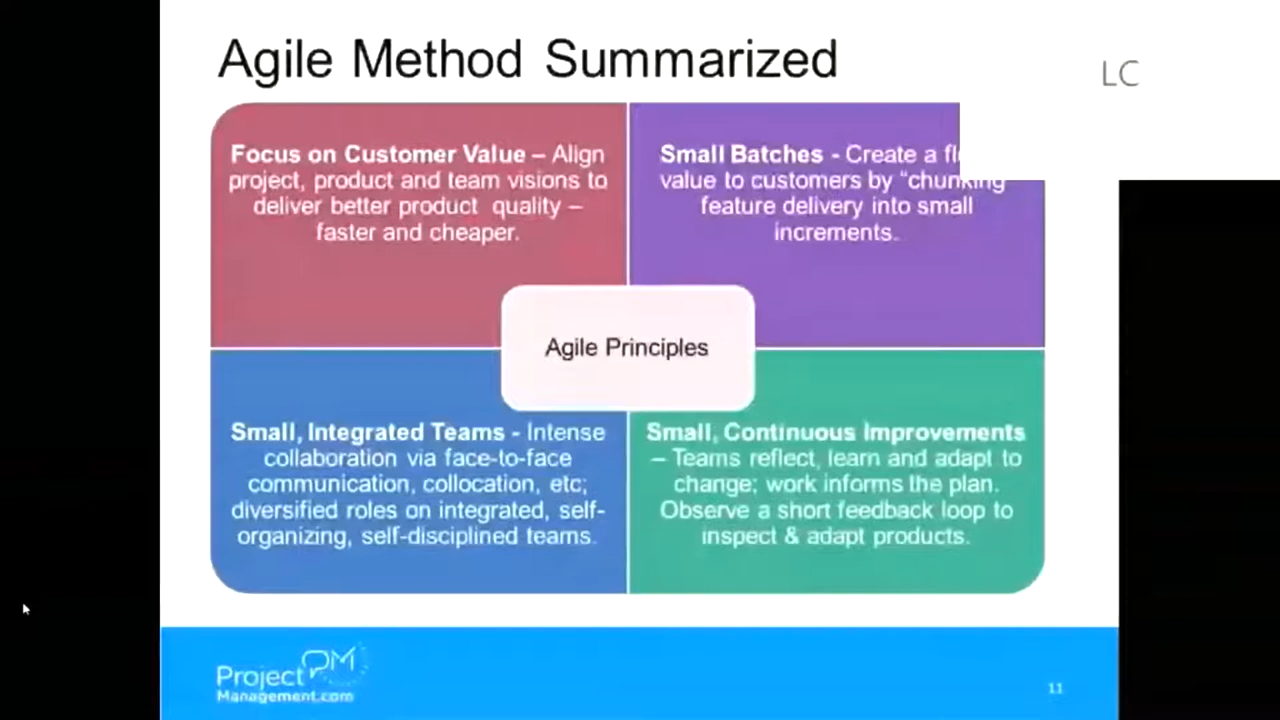 Agile Method Summarized
LC
Focus on Customer Value – Align
project, product and team visions to
deliver better product quality –
faster and cheaper.
Small Batches - Create a
value to customers by “chunking
feature delivery into small
increments.
Agile Principles
Small, Integrated Teams - Intense
collaboration via face-to-face
communication, collocation, etc;
diversified roles on integrated, self-
organizing, self-disciplined teams.
Small, Continuous Improvements
– Teams reflect, learn and adapt to
change; work informs the plan.
Observe a short feedback loop to
inspect & adapt products.
Project PM
Management.com
11